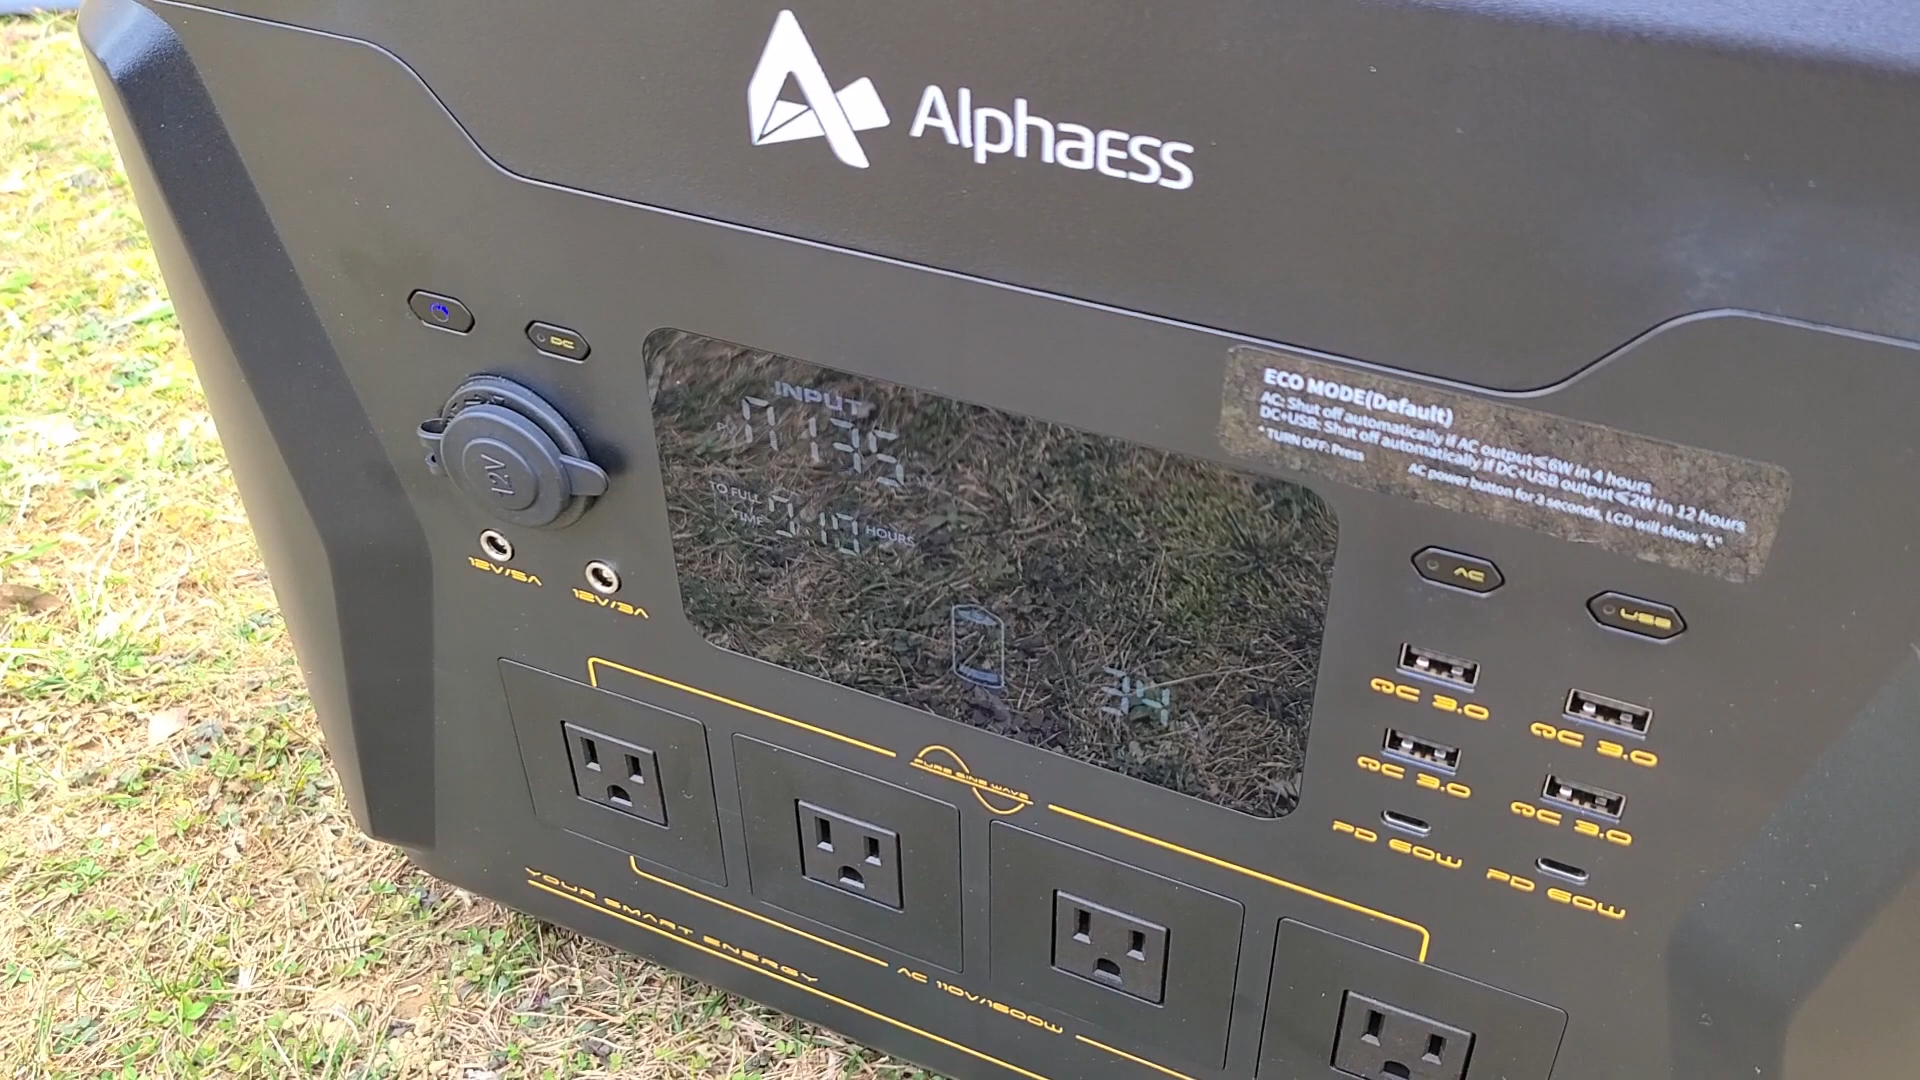 AlphaESS
DC
12V
12V/5A
12V/3A
INPUT
PV 0135
TO FULL
TIME
HOURS
34
ECO MODE(Default)
AC: Shut off automatically if AC output≤6W in 4 hours
DC+USB: Shut off automatically if DC+USB output≤2W in 12 hours
* TURN OFF: Press AC power button for 3 seconds, LCD will show "L"
AC
USB
QC 3.0
QC 3.0
QC 3.0
QC 3.0
PD 60W
PD 60W
PURE SINE WAVE
YOUR SMART ENERGY
AC 110V/1600W